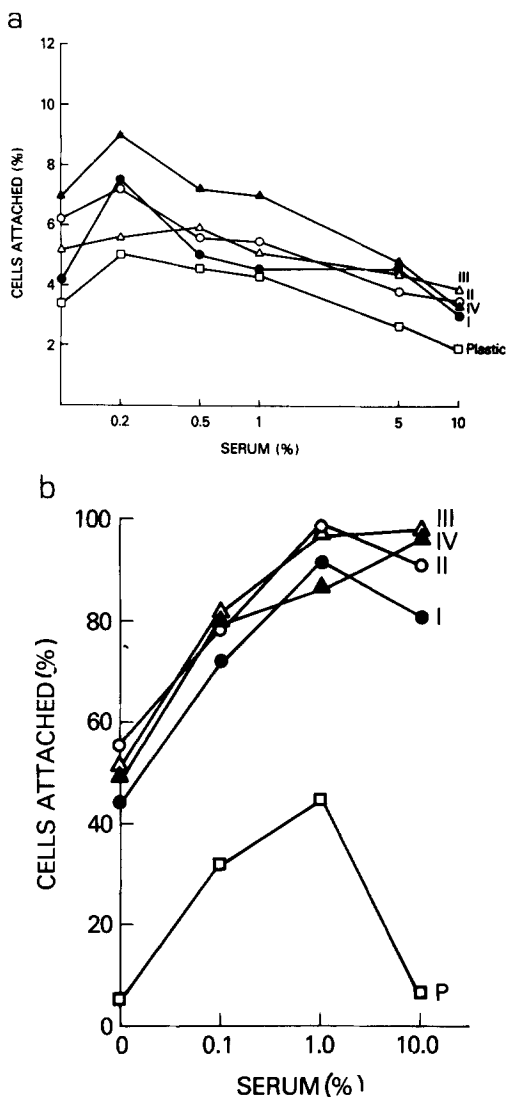 a
12
10
8
6
4
2
CELLS ATTACHED (%)
III
II
IV
I
Plastic
0.2 0.5 1 5 10
SERUM (%)
b
100
80
60
40
20
0
CELLS ATTACHED (%)
III
IV
II
I
P
0 0.1 1.0 10.0
SERUM (%)